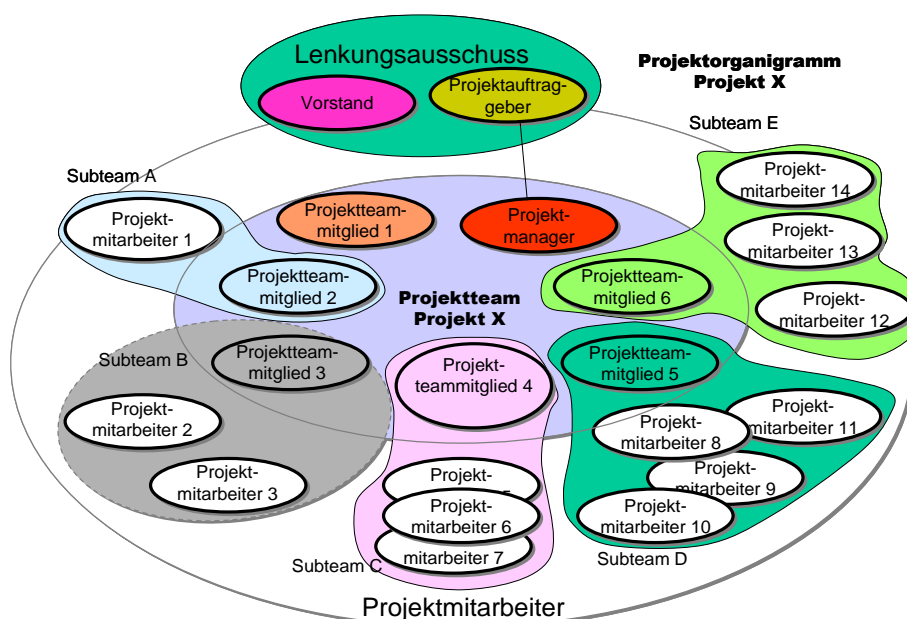 Lenkungsausschuss
Vorstand
Projektauftrag-
geber
Projektorganigramm
Projekt X
Subteam E
Subteam A
Projekt-
mitarbeiter 14
Projekt-
mitarbeiter 1
Projektteam-
mitglied 1
Projekt-
manager
Projekt-
mitarbeiter 13
Projektteam-
mitglied 2
Projektteam-
mitglied 6
Projektteam
Projekt X
Projekt-
mitarbeiter 12
Subteam B
Projektteam-
mitglied 3
Projekt-
teammitglied 4
Projektteam-
mitglied 5
Projekt-
mitarbeiter 2
Projekt-
mitarbeiter 8
Projekt-
mitarbeiter 11
Projekt-
mitarbeiter 3
Projekt-
Projekt-
mitarbeiter 6
mitarbeiter 7
Projekt-
mitarbeiter 9
Projekt-
mitarbeiter 10
Subteam C
Subteam D
Projektmitarbeiter